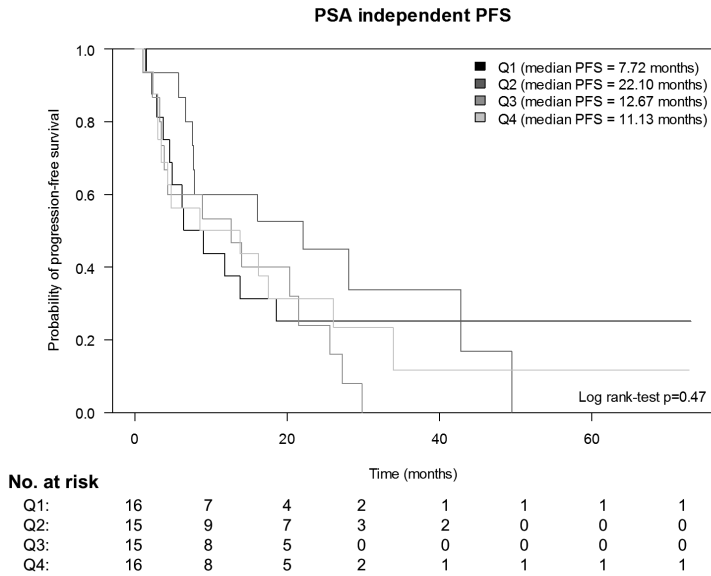 PSA independent PFS
Q1 (median PFS = 7.72 months)
Q2 (median PFS = 22.10 months)
Q3 (median PFS = 12.67 months)
Q4 (median PFS = 11.13 months)
Probability of progression-free survival
1.0
0.8
0.6
0.4
0.2
0.0
Log rank-test p=0.47
0 20 40 60
Time (months)
No. at risk
Q1: 16 7 4 2 1 1 1 1
Q2: 15 9 7 3 2 0 0 0
Q3: 15 8 5 0 0 0 0 0
Q4: 16 8 5 2 1 1 1 1